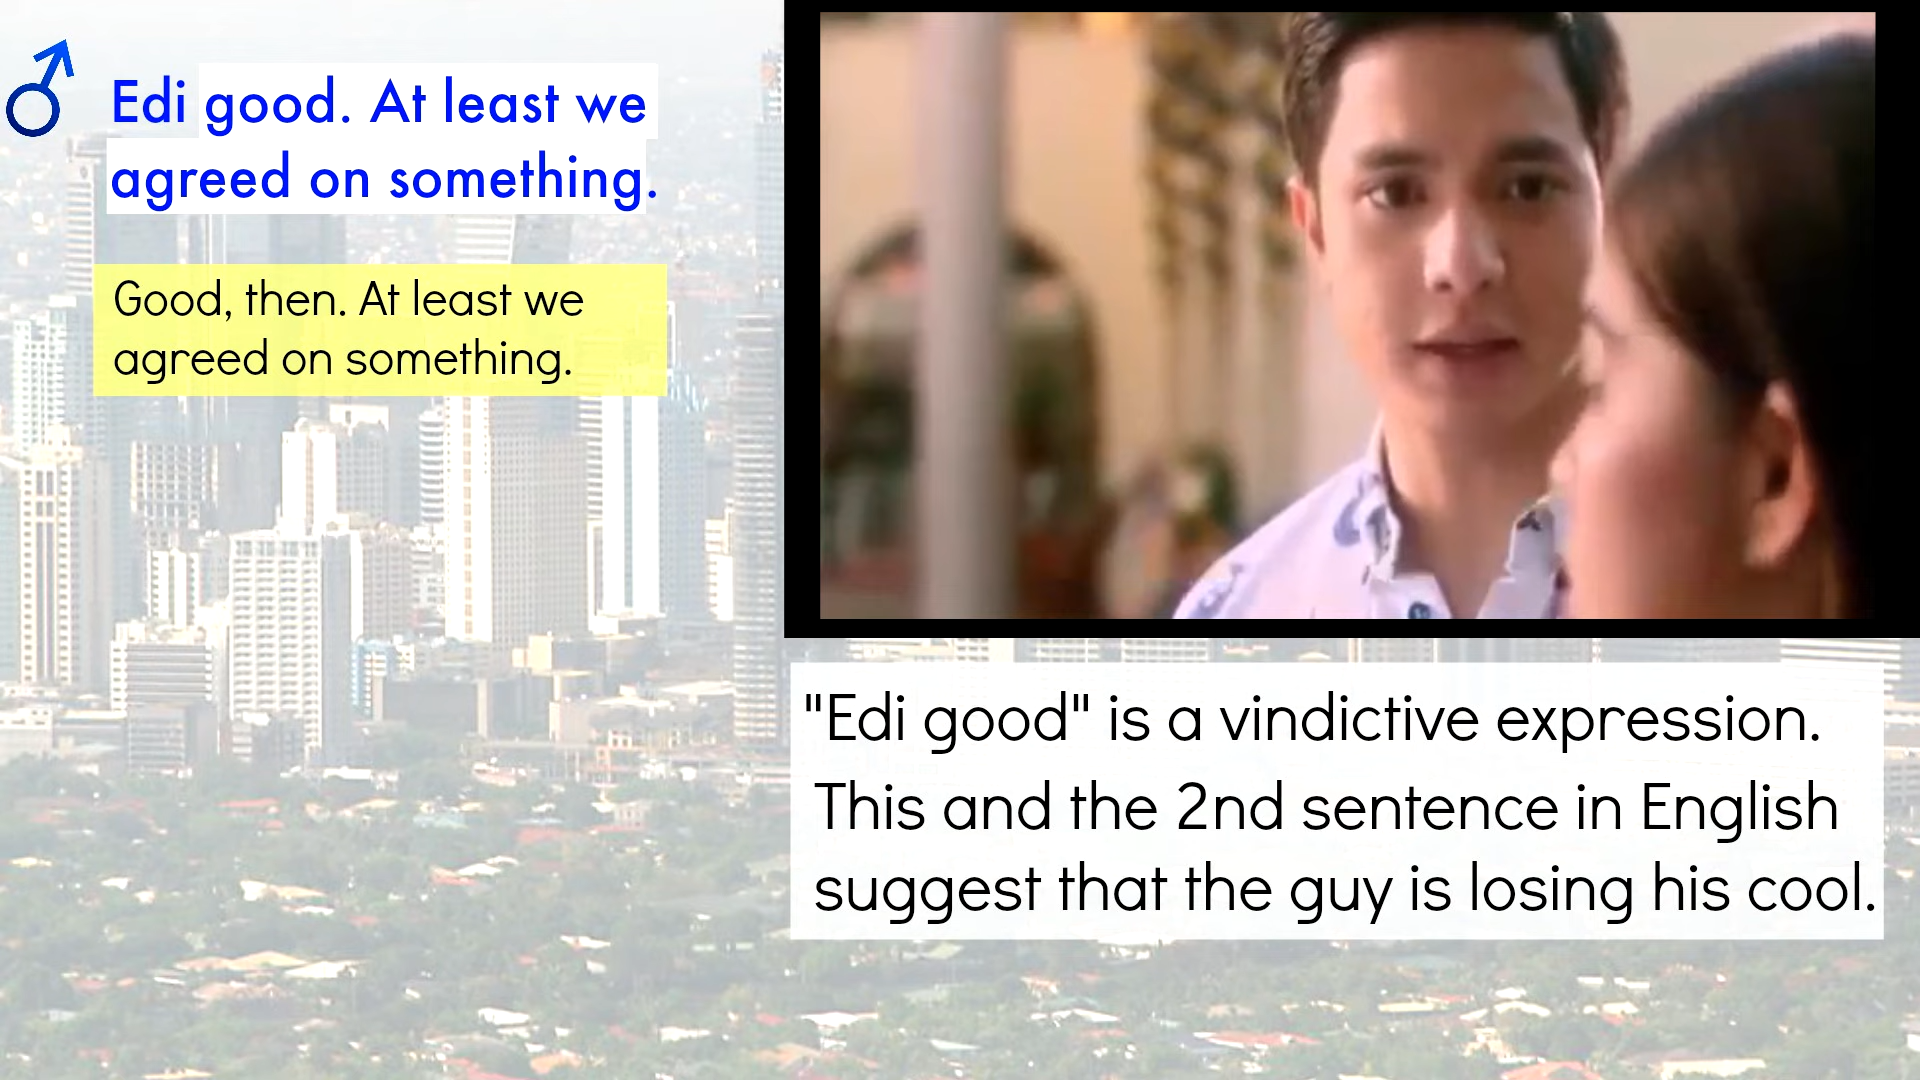 Edi good. At least we
agreed on something.
Good, then. At least we
agreed on something.
"Edi good" is a vindictive expression.
This and the 2nd sentence in English
suggest that the guy is losing his cool.